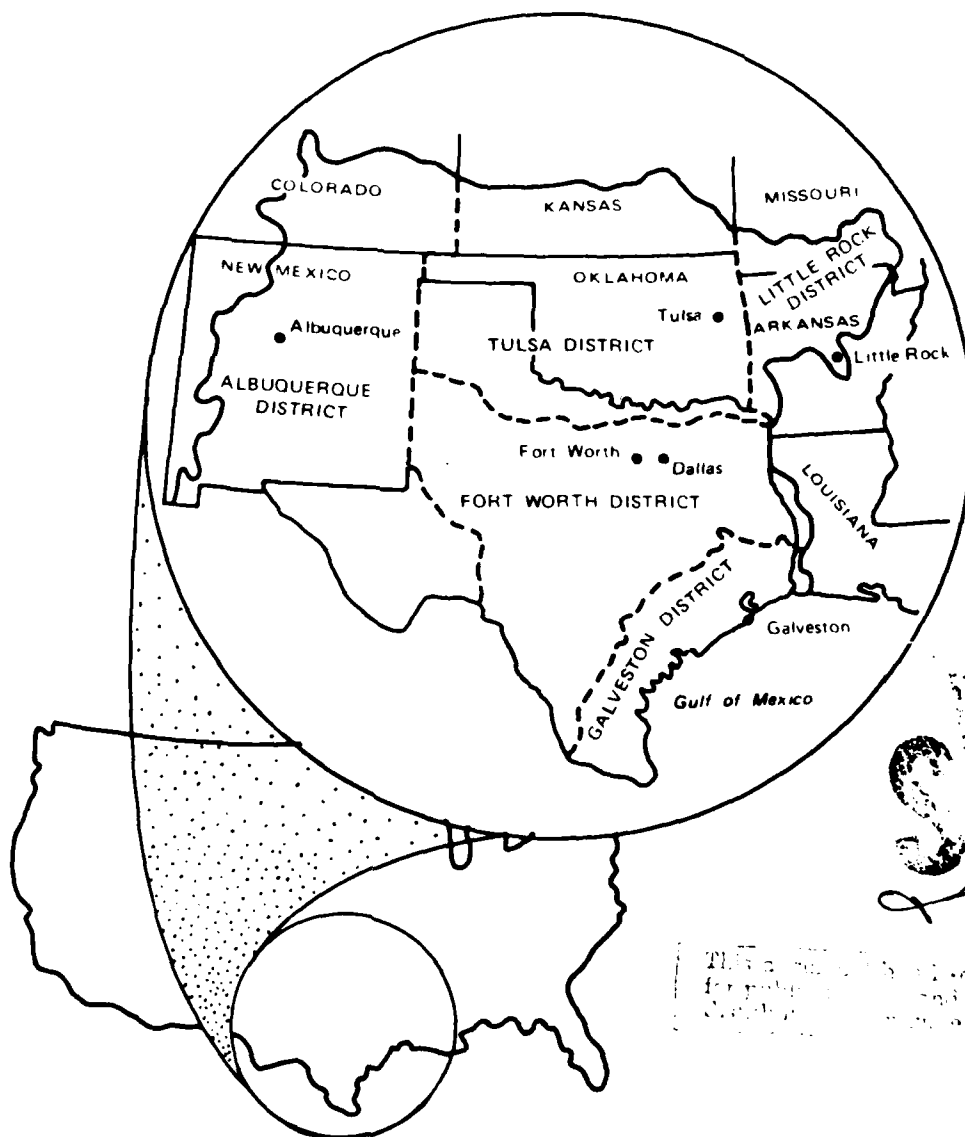 COLORADO
KANSAS
MISSOURI
NEW MEXICO
OKLAHOMA
LITTLE ROCK
DISTRICT
Albuquerque
Tulsa
ARKANSAS
TULSA DISTRICT
Little Rock
ALBUQUERQUE
DISTRICT
Fort Worth
Dallas
FORT WORTH DISTRICT
LOUISIANA
GALVESTON DISTRICT
Galveston
Gulf of Mexico
S